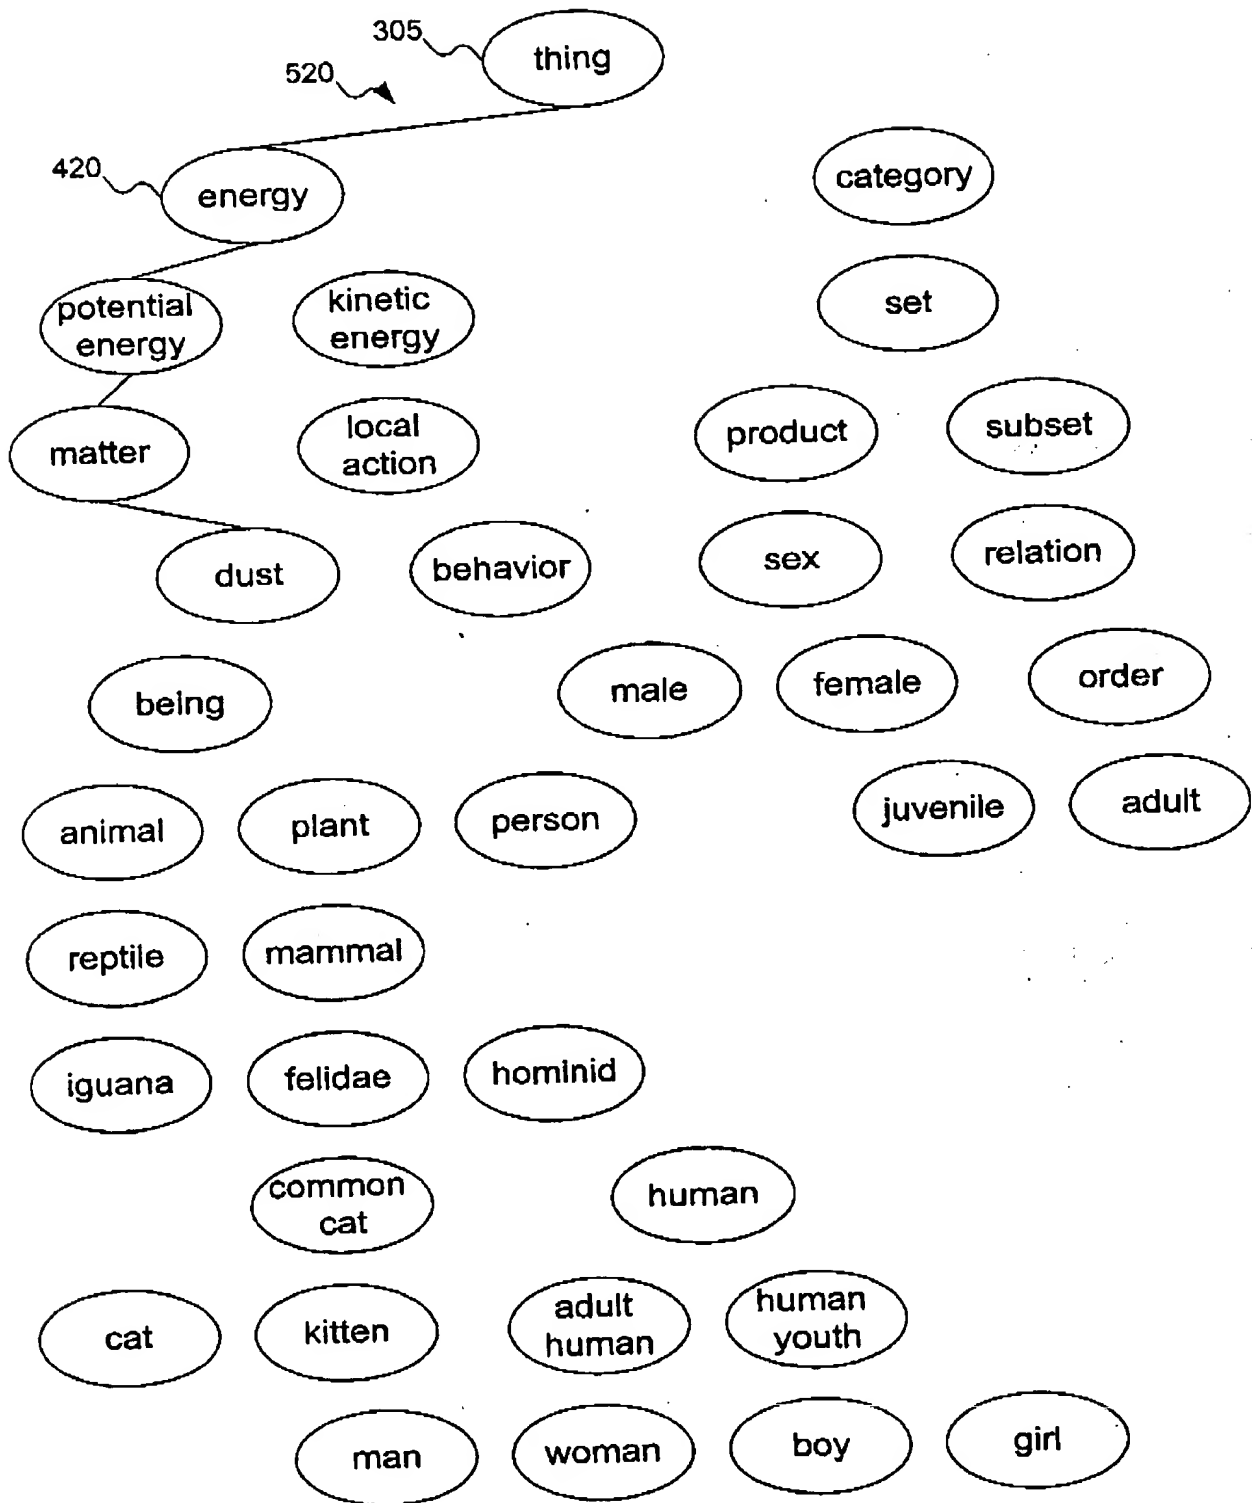 305
thing
520
420
energy
category
potential
energy
kinetic
energy
set
matter
local
action
product
subset
dust
behavior
sex
relation
being
male
female
order
animal
plant
person
juvenile
adult
reptile
mammal
iguana
felidae
hominid
common
cat
human
cat
kitten
adult
human
human
youth
man
woman
boy
girl